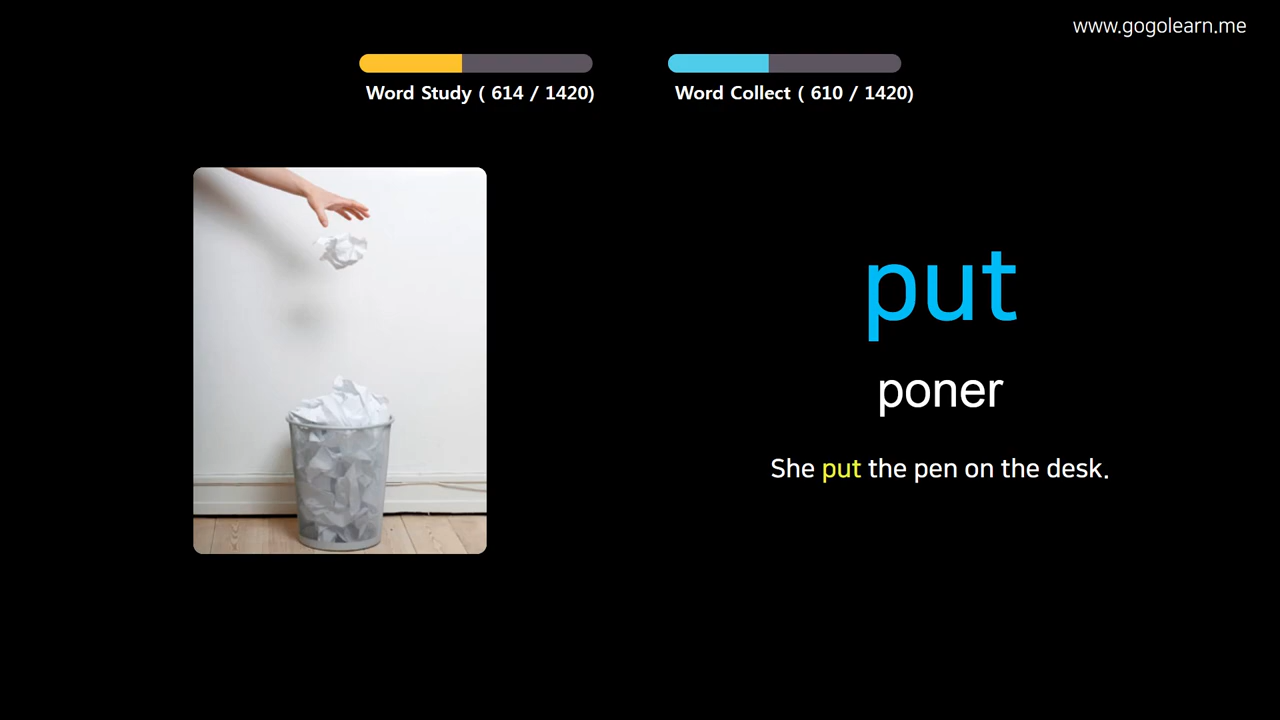 www.gogolearn.me
Word Study ( 614 / 1420)
Word Collect ( 610 / 1420)
put
poner
She put the pen on the desk.